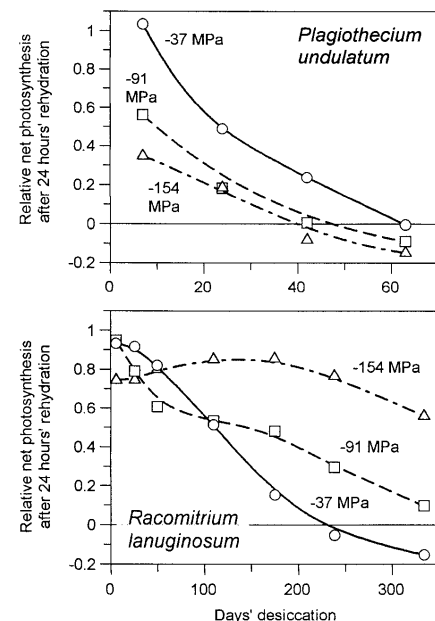 1
0.8
0.6
0.4
0.2
0
-0.2
Relative net photosynthesis
after 24 hours' rehydration
-37 MPa
Plagiothecium
undulatum
-91
MPa
-154
MPa
0
20
40
60
1
0.8
0.6
0.4
0.2
0
-0.2
Relative net photosynthesis
after 24 hours' rehydration
-154 MPa
-91 MPa
-37 MPa
Racomitrium
lanuginosum
0
100
200
300
Days' desiccation